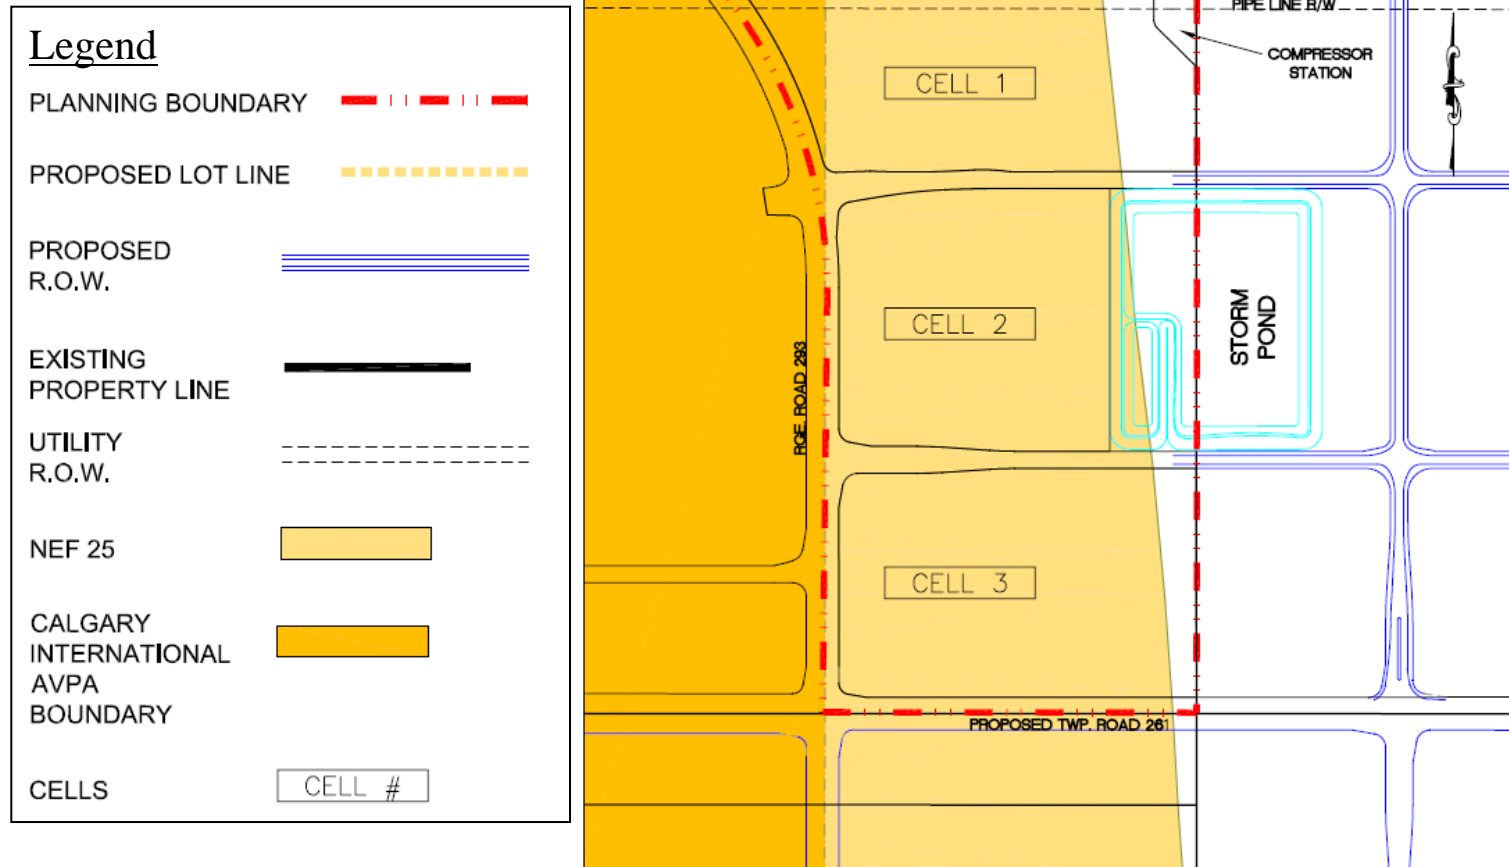 Legend
PLANNING BOUNDARY
PROPOSED LOT LINE
PROPOSED
R.O.W.
EXISTING
PROPERTY LINE
UTILITY
R.O.W.
NEF 25
CALGARY
INTERNATIONAL
AVPA
BOUNDARY
CELLS
CELL #
PIPE LINE R/W
COMPRESSOR
STATION
CELL 1
CELL 2
STORM
POND
RGE. ROAD 293
CELL 3
PROPOSED TWP. ROAD 261